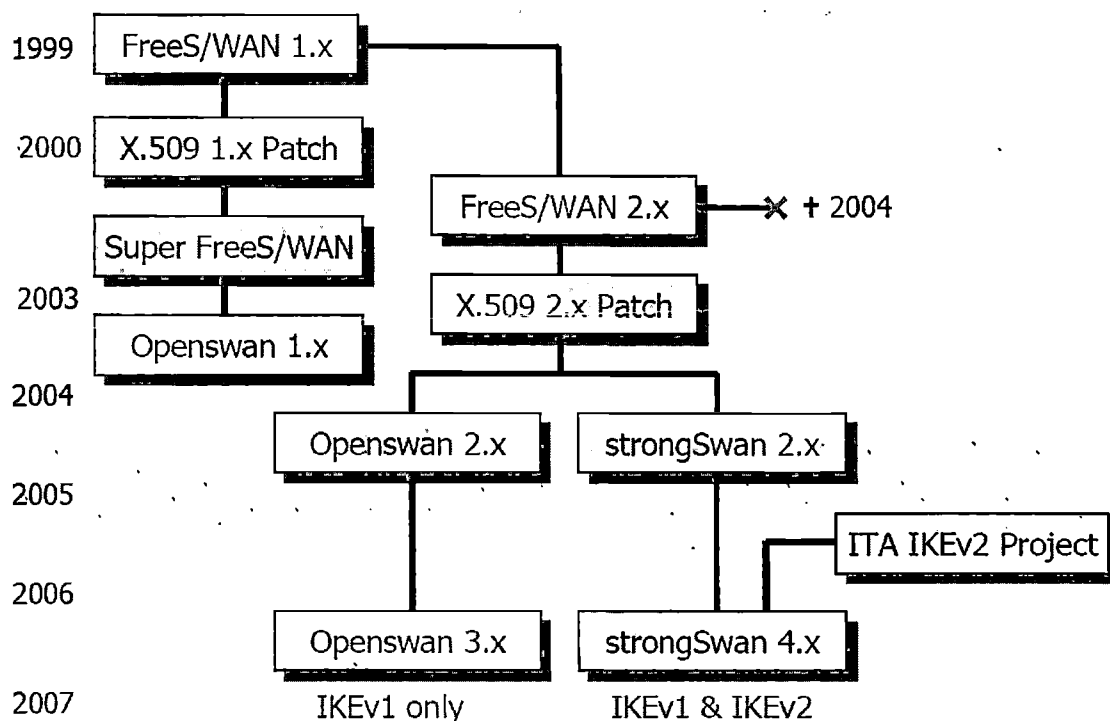 1999
FreeS/WAN 1.x
2000
X.509 1.x Patch
FreeS/WAN 2.x
† 2004
Super FreeS/WAN
2003
X.509 2.x Patch
Openswan 1.x
2004
Openswan 2.x
strongSwan 2.x
2005
ITA IKEv2 Project
2006
Openswan 3.x
strongSwan 4.x
2007
IKEv1 only
IKEv1 & IKEv2